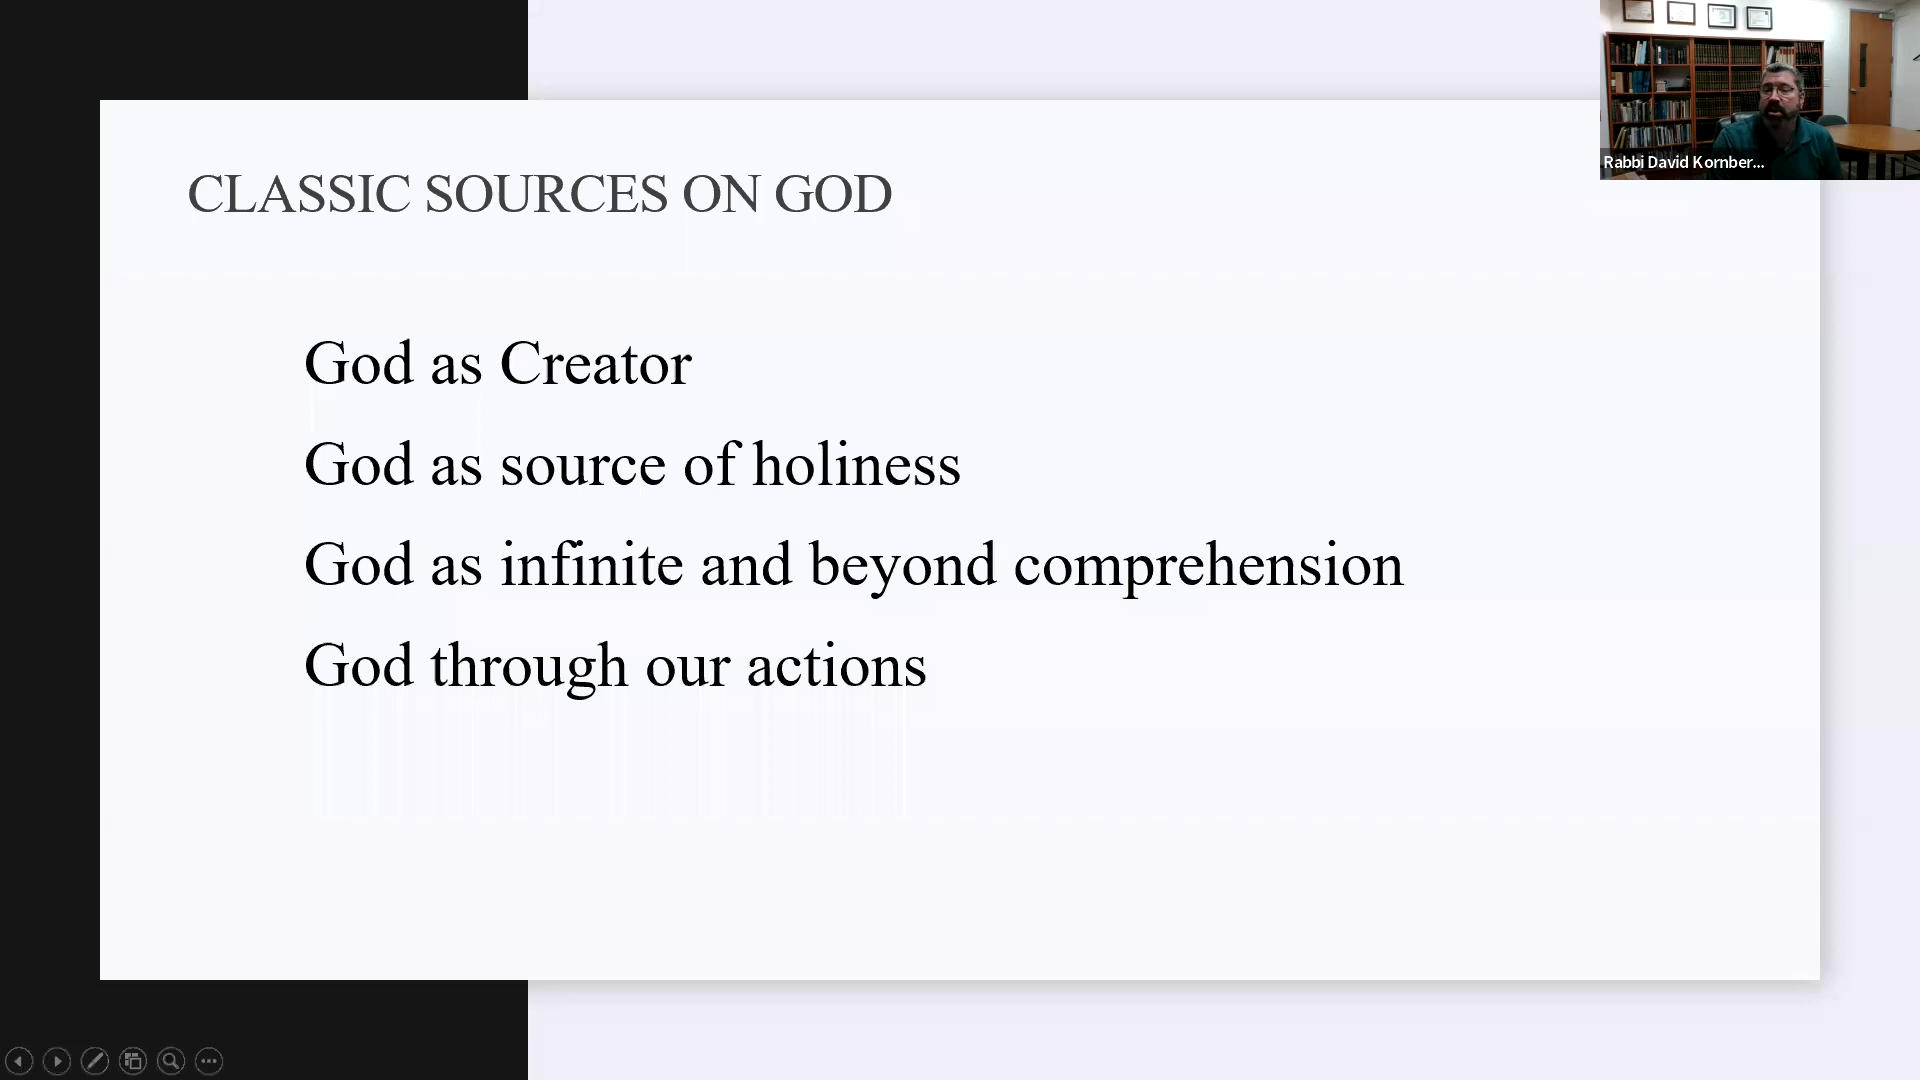 CLASSIC SOURCES ON GOD
God as Creator
God as source of holiness
God as infinite and beyond comprehension
God through our actions
Rabbi David Kornber...